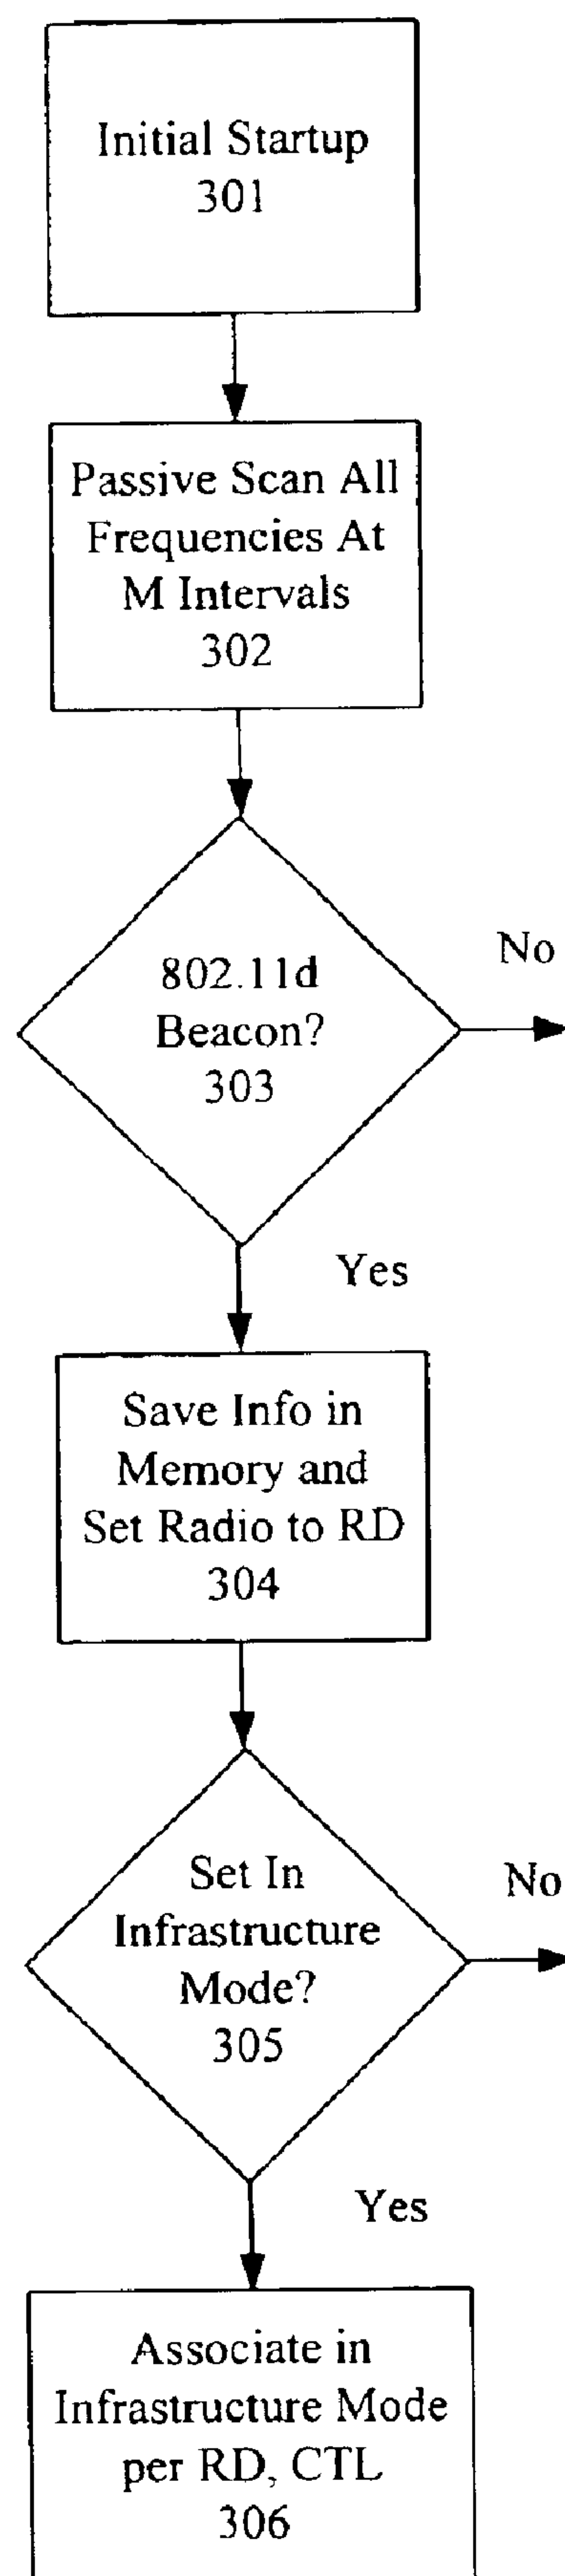 Initial Startup
301
Passive Scan All
Frequencies At
M Intervals
302
802.11d
Beacon?
303
No
Yes
Save Info in
Memory and
Set Radio to RD
304
Set In
Infrastructure
Mode?
305
No
Yes
Associate in
Infrastructure Mode
per RD, CTL
306